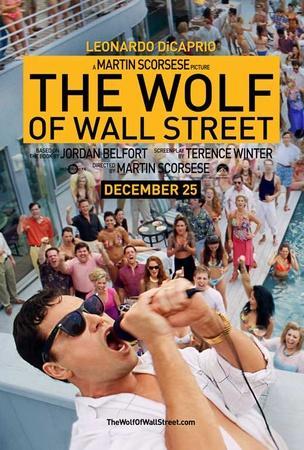 LEONARDO DiCAPRIO
A MARTIN SCORSESE PICTURE
THE WOLF
OF WALL STREET
BASED ON THE BOOK BY JORDAN BELFORT SCREENPLAY BY TERENCE WINTER
DIRECTED BY MARTIN SCORSESE
DECEMBER 25
TheWolfOfWallStreet.com